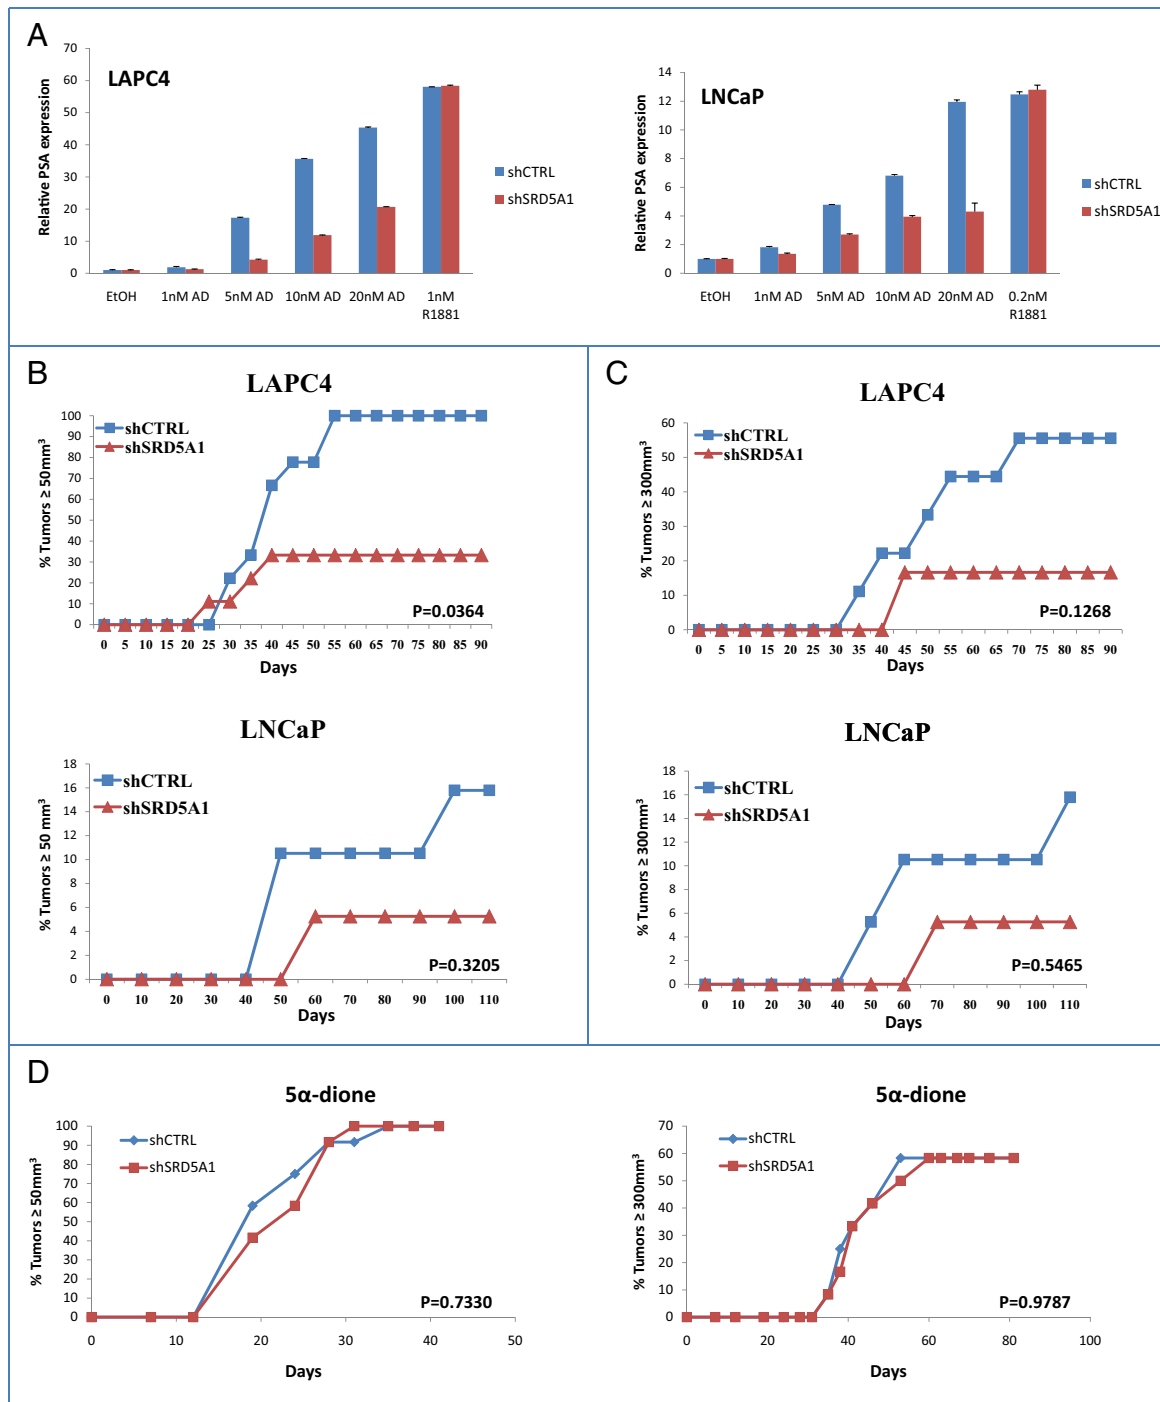 A
LAPC4
Relative PSA expression
70
60
50
40
30
20
10
0
EtOH 1nM AD 5nM AD 10nM AD 20nM AD 1nM R1881
shCTRL
shSRD5A1
LNCaP
Relative PSA expression
14
12
10
8
6
4
2
0
EtOH 1nM AD 5nM AD 10nM AD 20nM AD 0.2nM R1881
shCTRL
shSRD5A1
B
LAPC4
% Tumors ≥ 50mm³
100
90
80
70
60
50
40
30
20
10
0
shCTRL
shSRD5A1
P=0.0364
0 5 10 15 20 25 30 35 40 45 50 55 60 65 70 75 80 85 90
Days
LNCaP
% Tumors ≥ 50 mm³
18
16
14
12
10
8
6
4
2
0
shCTRL
shSRD5A1
P=0.3205
0 10 20 30 40 50 60 70 80 90 100 110
Days
C
LAPC4
% Tumors ≥ 300mm³
60
50
40
30
20
10
0
shCTRL
shSRD5A1
P=0.1268
0 5 10 15 20 25 30 35 40 45 50 55 60 65 70 75 80 85 90
Days
LNCaP
% Tumors ≥ 300mm³
18
16
14
12
10
8
6
4
2
0
shCTRL
shSRD5A1
P=0.5465
0 10 20 30 40 50 60 70 80 90 100 110
Days
D
5α-dione
% Tumors ≥ 50mm³
100
90
80
70
60
50
40
30
20
10
0
shCTRL
shSRD5A1
P=0.7330
0 10 20 30 40 50
Days
5α-dione
% Tumors ≥ 300mm³
70
60
50
40
30
20
10
0
shCTRL
shSRD5A1
P=0.9787
0 20 40 60 80 100
Days